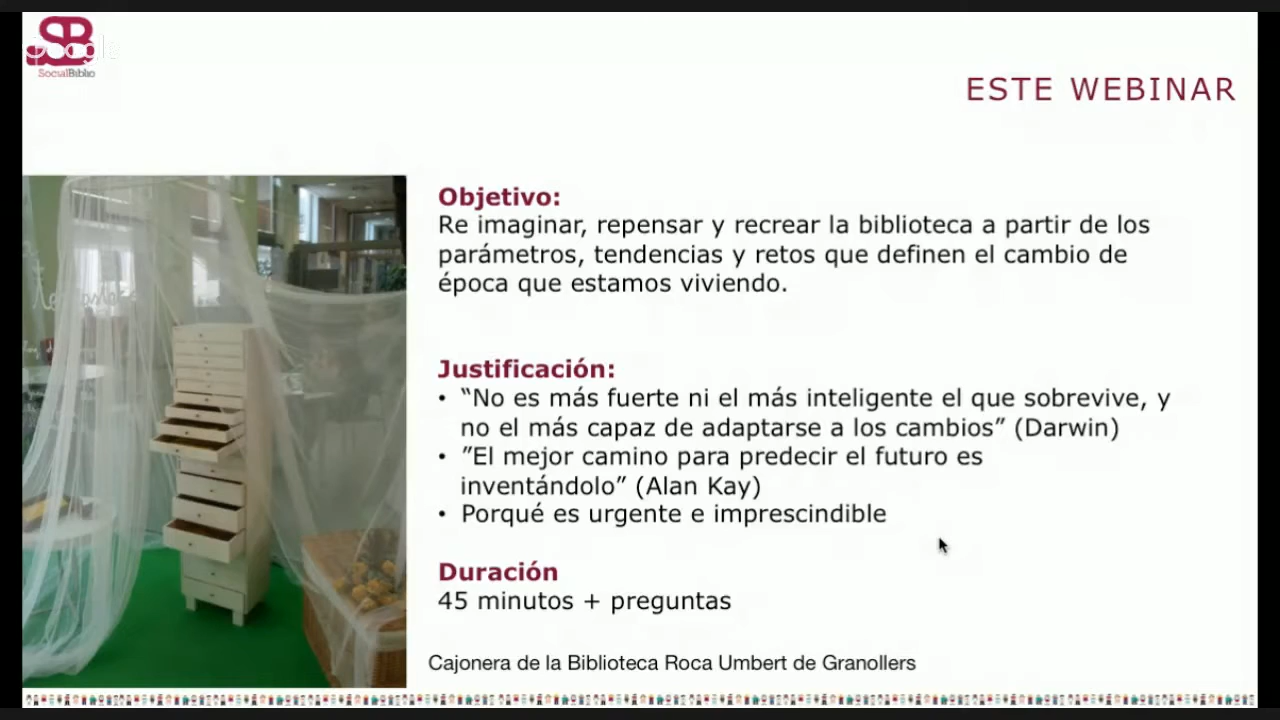 SB
Google
SocialBiblio
ESTE WEBINAR
Objetivo:
Re imaginar, repensar y recrear la biblioteca a partir de los
parámetros, tendencias y retos que definen el cambio de
época que estamos viviendo.
Justificación:
• “No es más fuerte ni el más inteligente el que sobrevive, y
no el más capaz de adaptarse a los cambios” (Darwin)
• ”El mejor camino para predecir el futuro es
inventándolo” (Alan Kay)
• Porqué es urgente e imprescindible
Duración
45 minutos + preguntas
Cajonera de la Biblioteca Roca Umbert de Granollers